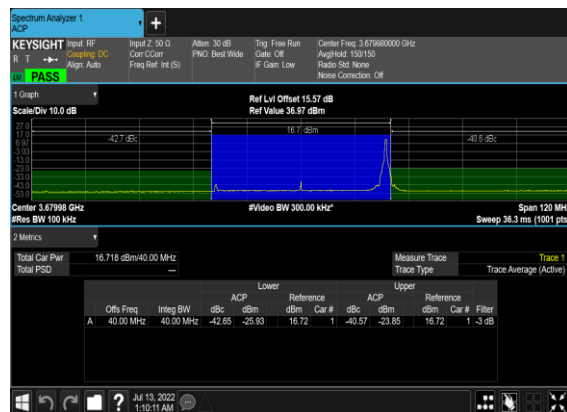 Spectrum Analyzer 1
ACP
+
KEYSIGHT Input: RF Input Z: 50 Ω Atten: 30 dB Trig: Free Run Center Freq: 3.679980000 GHz
R T Coupling: DC Corr CCorr PNO: Best Wide Gate: Off Avg|Hold: 150/150
Align: Auto Freq Ref: Int (S) IF Gain: Low Radio Std: None
PASS Noise Correction: Off
1 Graph
Ref Lvl Offset 15.57 dB
Scale/Div 10.0 dB Ref Value 36.97 dBm
27.0
17.0 16.7 dBm
6.97 -42.7 dBc -40.6 dBc
-3.03
-13.0
-23.0
-33.0
-43.0
-53.0
Center 3.67998 GHz #Video BW 300.00 kHz* Span 120 MHz
#Res BW 100 kHz Sweep 36.3 ms (1001 pts)
2 Metrics
Total Car Pwr 16.718 dBm/40.00 MHz Measure Trace Trace 1
Total PSD --- Trace Type Trace Average (Active)
Lower Upper
ACP Reference ACP Reference
Offs Freq Integ BW dBc dBm dBm Car # dBc dBm dBm Car # Filter
A 40.00 MHz 40.00 MHz -42.65 -25.93 16.72 1 -40.57 -23.85 16.72 1 -3 dB
?
Jul 13, 2022
1:10:11 AM